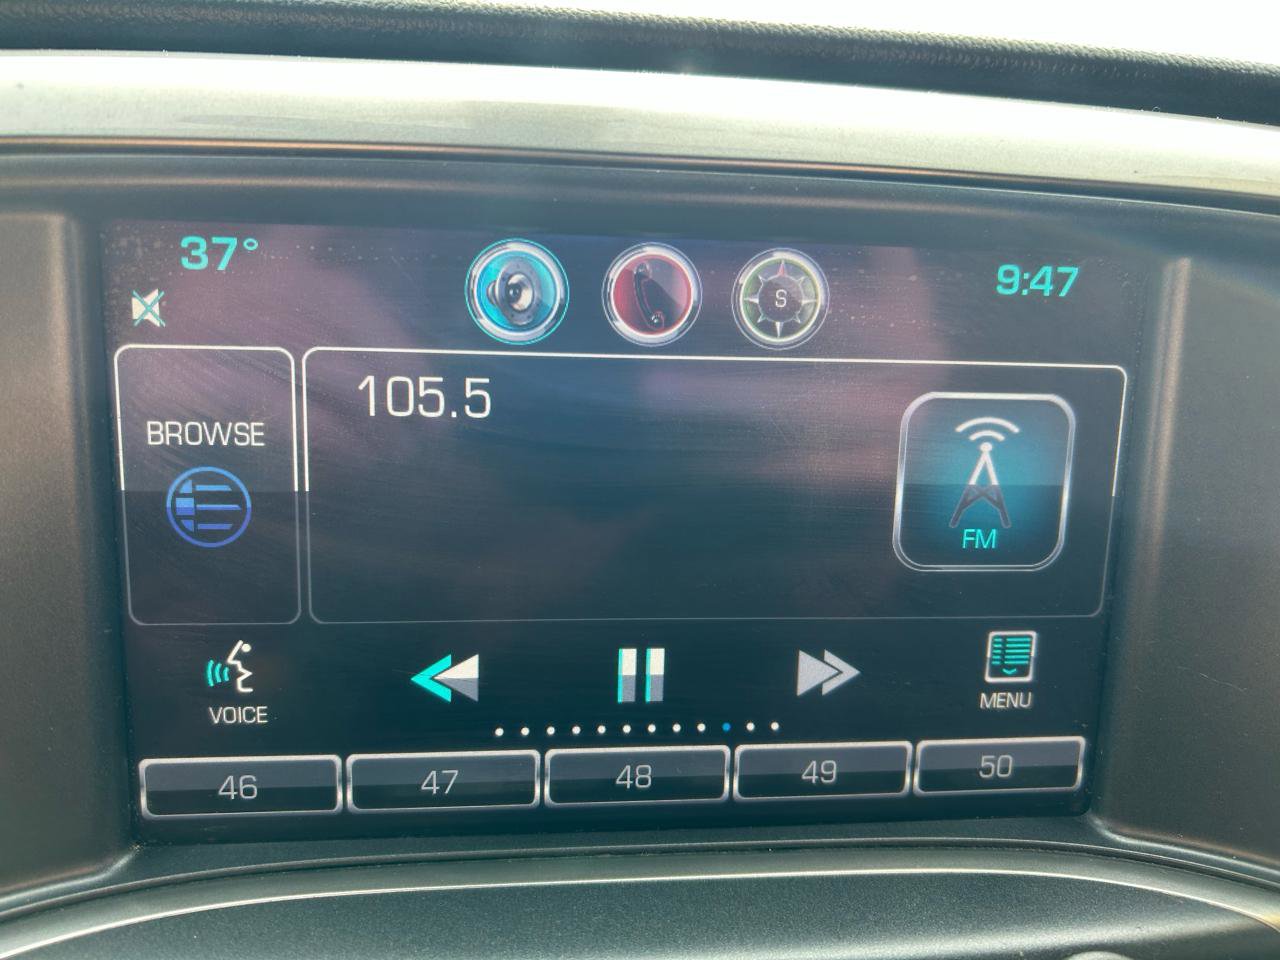 37°
S
9:47
105.5
BROWSE
FM
VOICE
MENU
46 47 48 49 50